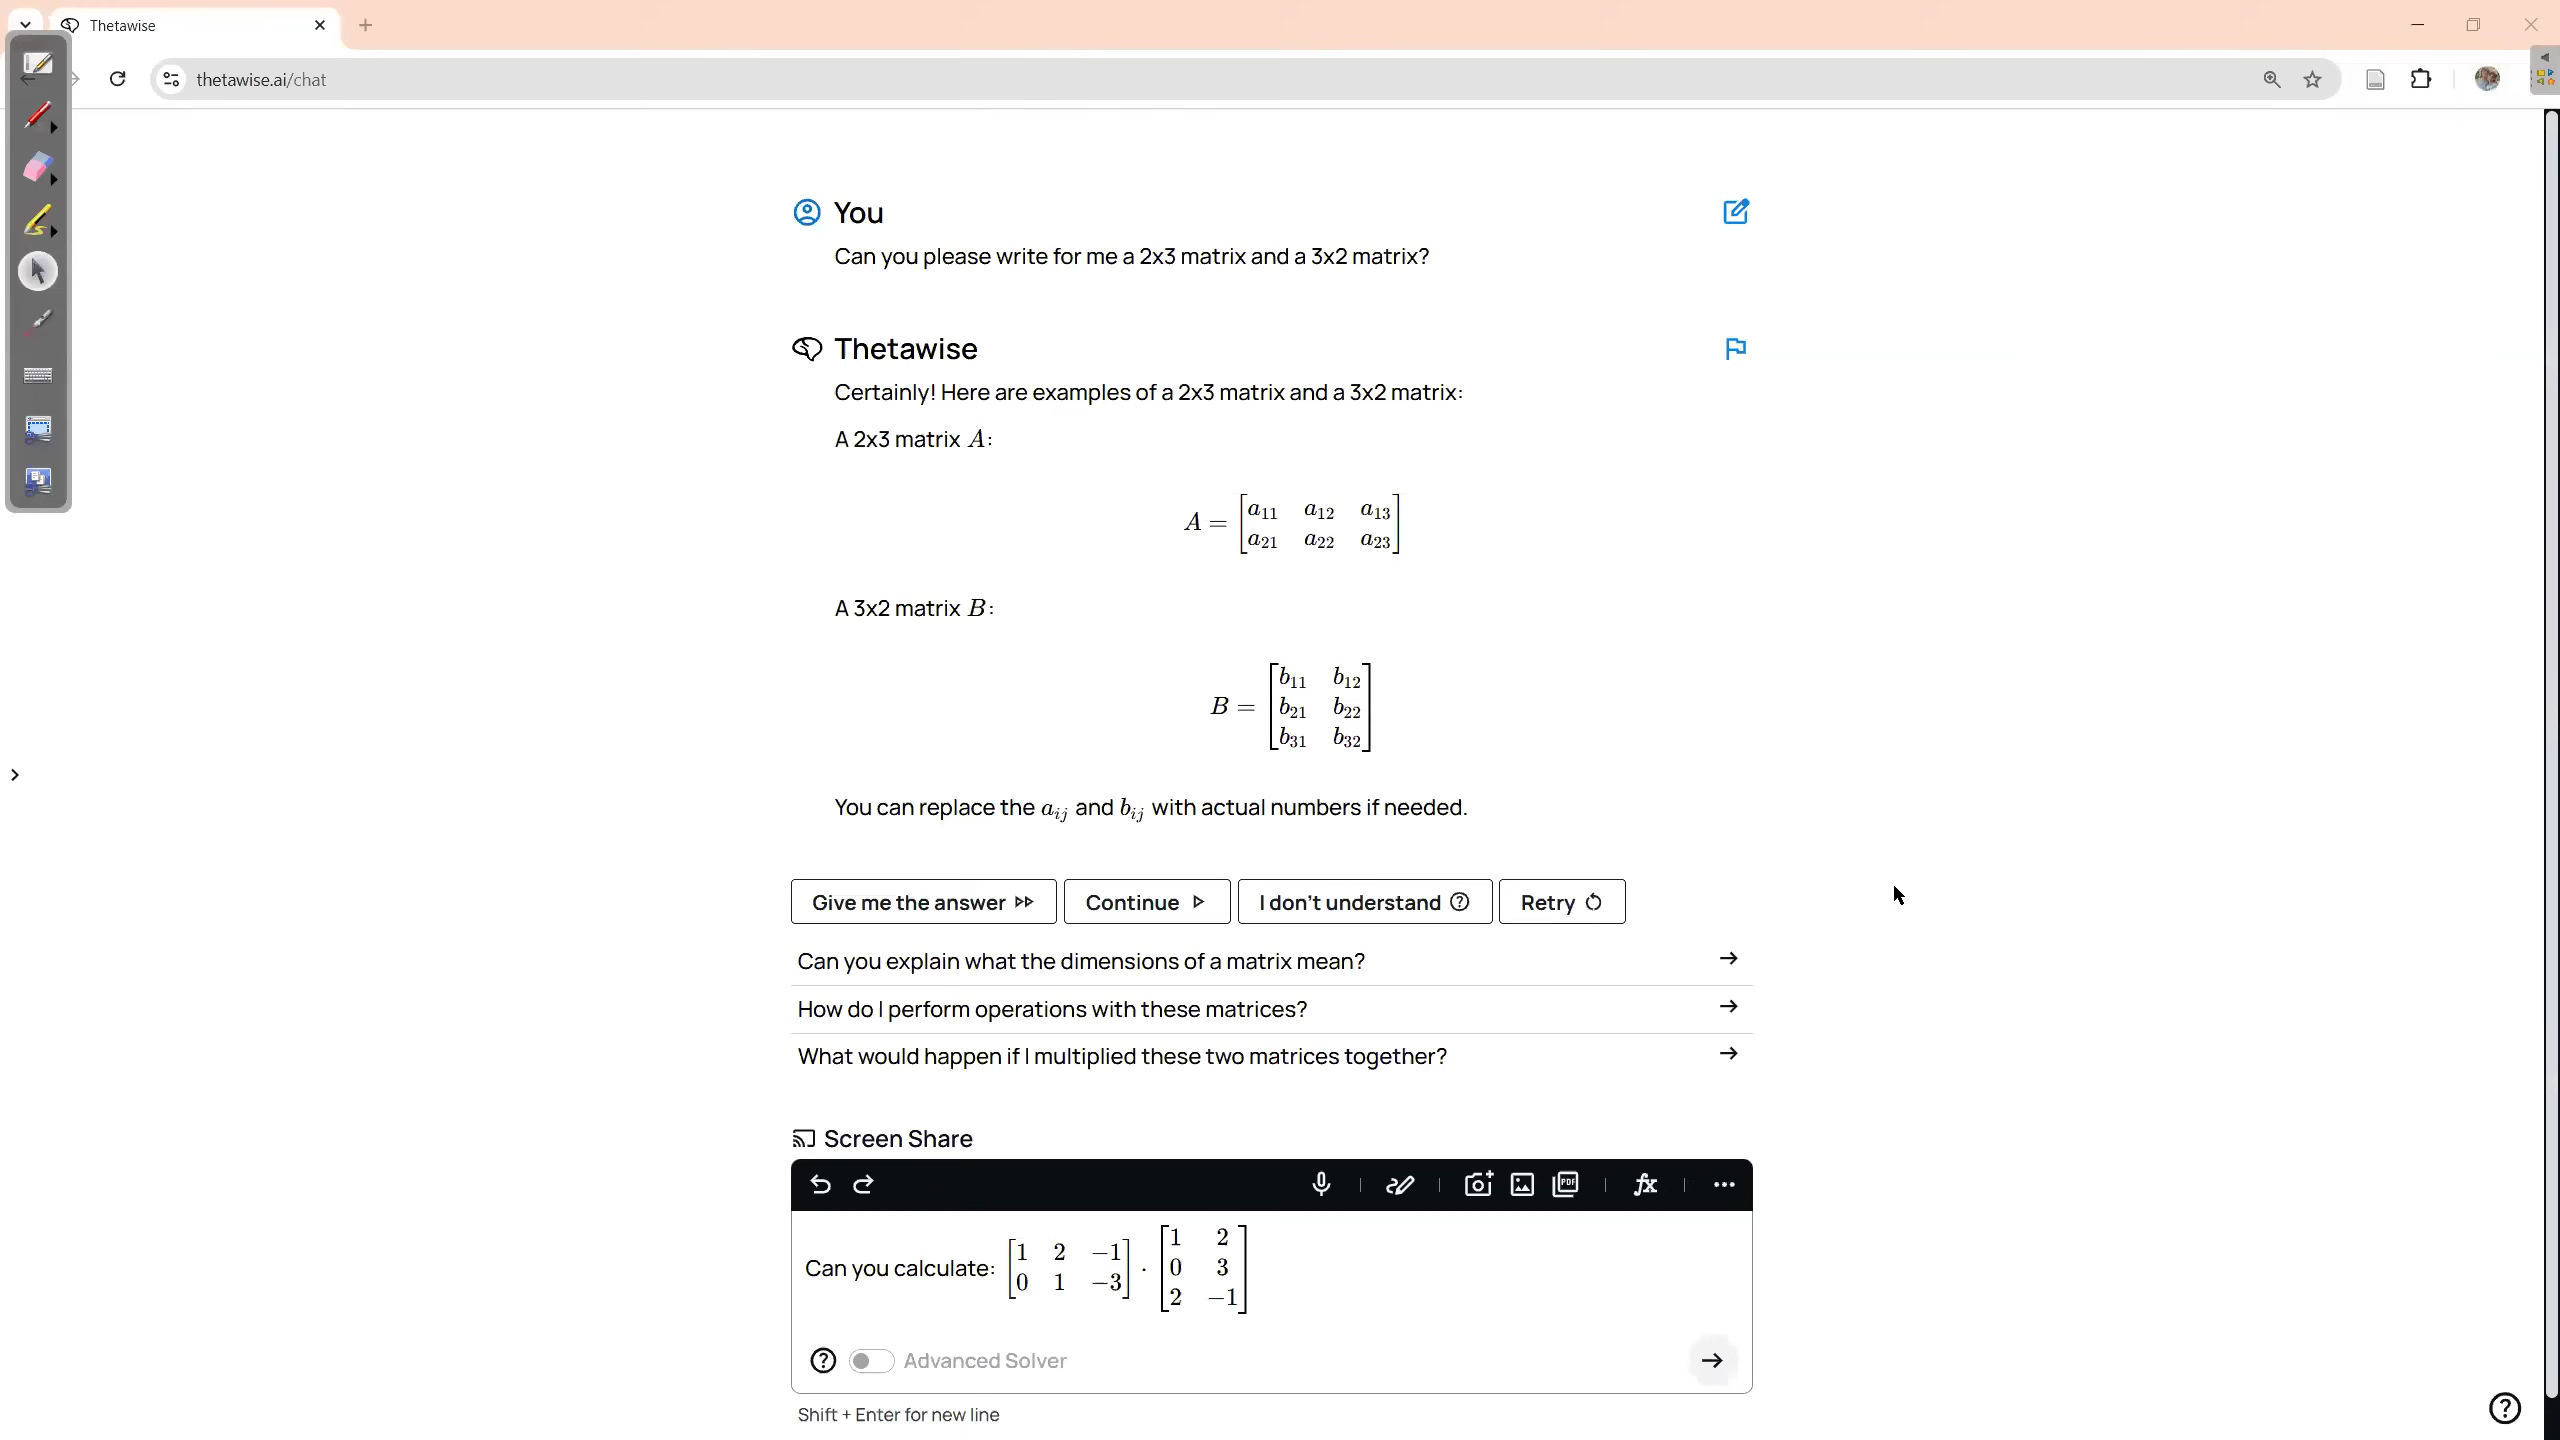 Thetawise
thetawise.ai/chat
You
Can you please write for me a 2x3 matrix and a 3x2 matrix?
Thetawise
Certainly! Here are examples of a 2x3 matrix and a 3x2 matrix:
A 2x3 matrix A:
A = [a₁₁ a₁₂ a₁₃
a₂₁ a₂₂ a₂₃]
A 3x2 matrix B:
B = [b₁₁ b₁₂
b₂₁ b₂₂
b₃₁ b₃₂]
You can replace the aᵢⱼ and bᵢⱼ with actual numbers if needed.
Give me the answer Continue I don't understand Retry
Can you explain what the dimensions of a matrix mean?
How do I perform operations with these matrices?
What would happen if I multiplied these two matrices together?
Screen Share
PDF fx
Can you calculate: [1 2 −1
0 1 −3] · [1 2
0 3
2 −1]
Advanced Solver
Shift + Enter for new line